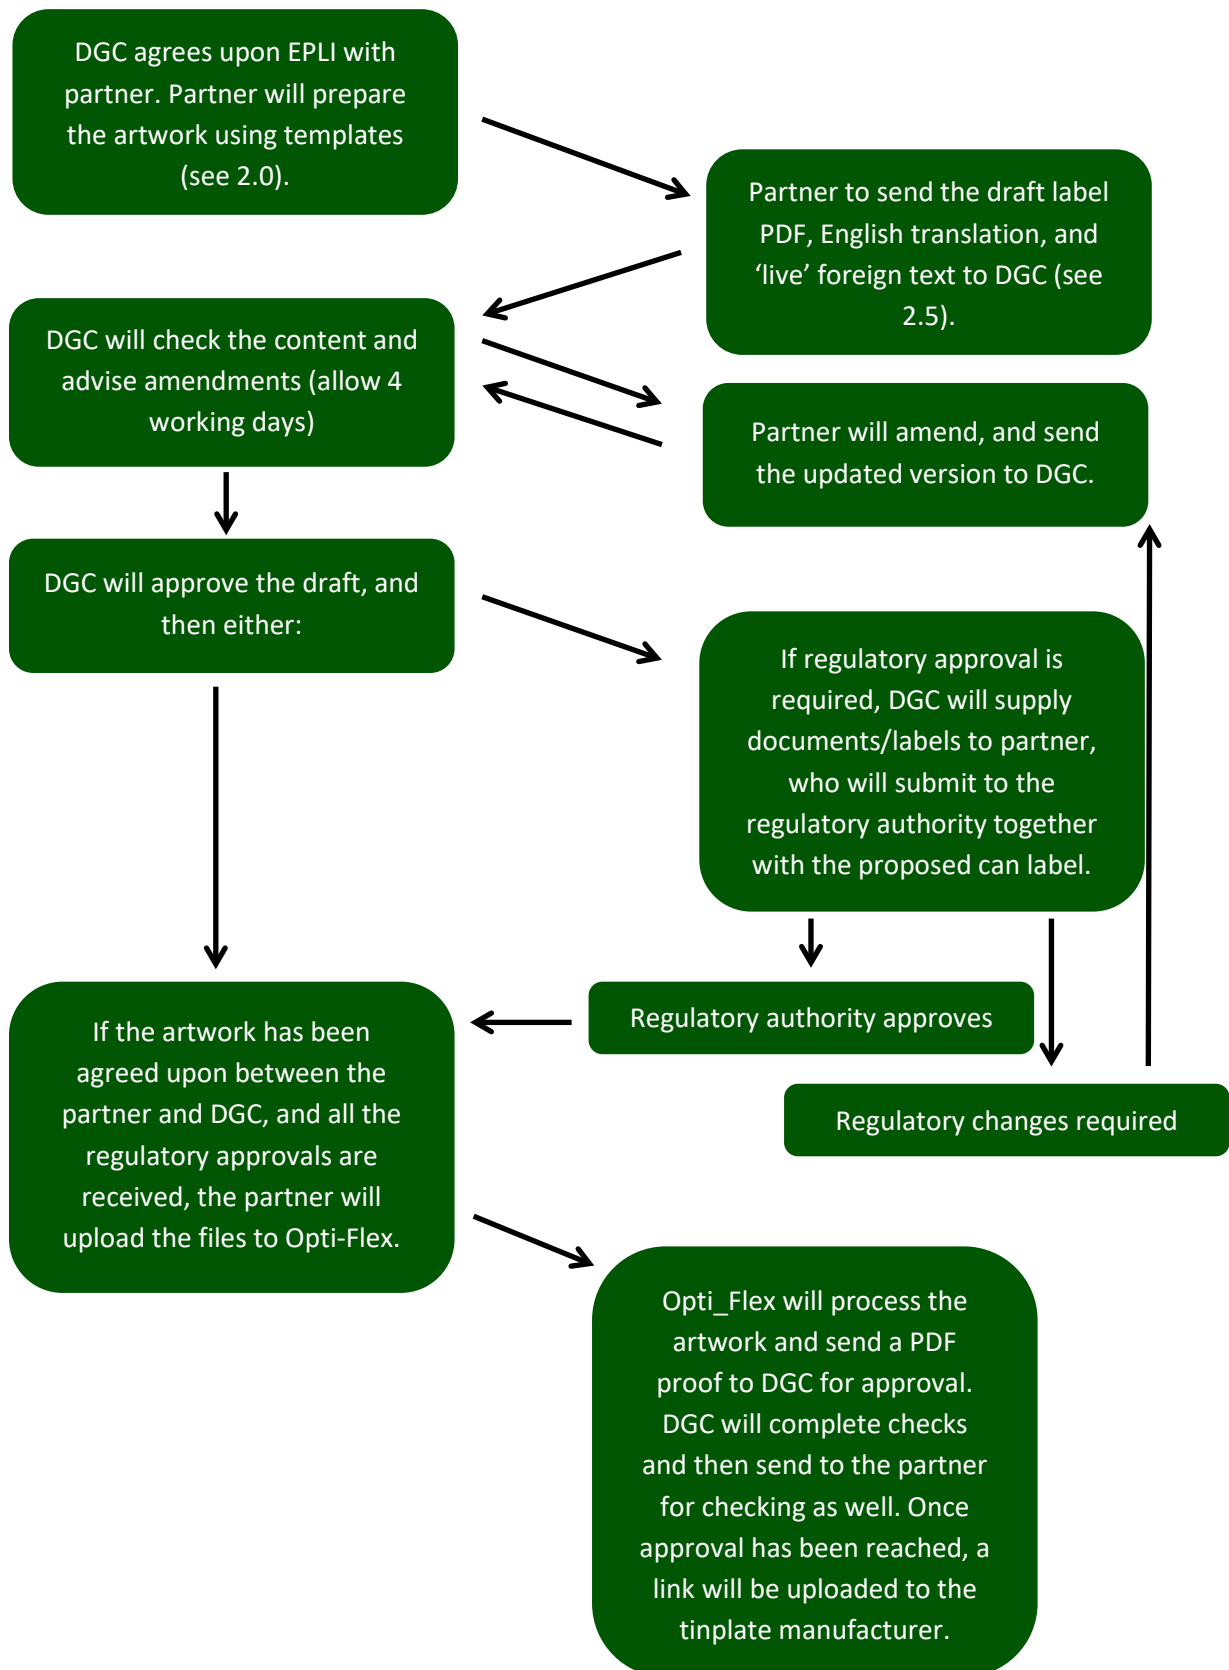 DGC agrees upon EPLI with
partner. Partner will prepare
the artwork using templates
(see 2.0).
Partner to send the draft label
PDF, English translation, and
‘live’ foreign text to DGC (see
2.5).
DGC will check the content and
advise amendments (allow 4
working days)
Partner will amend, and send
the updated version to DGC.
DGC will approve the draft, and
then either:
If regulatory approval is
required, DGC will supply
documents/labels to partner,
who will submit to the
regulatory authority together
with the proposed can label.
Regulatory authority approves
Regulatory changes required
If the artwork has been
agreed upon between the
partner and DGC, and all the
regulatory approvals are
received, the partner will
upload the files to Opti-Flex.
Opti_Flex will process the
artwork and send a PDF
proof to DGC for approval.
DGC will complete checks
and then send to the partner
for checking as well. Once
approval has been reached, a
link will be uploaded to the
tinplate manufacturer.